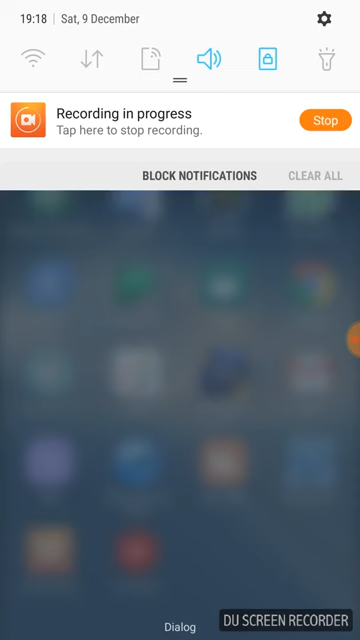 19:18 | Sat, 9 December
Recording in progress
Tap here to stop recording.
Stop
BLOCK NOTIFICATIONS
CLEAR ALL
Dialog
DU SCREEN RECORDER